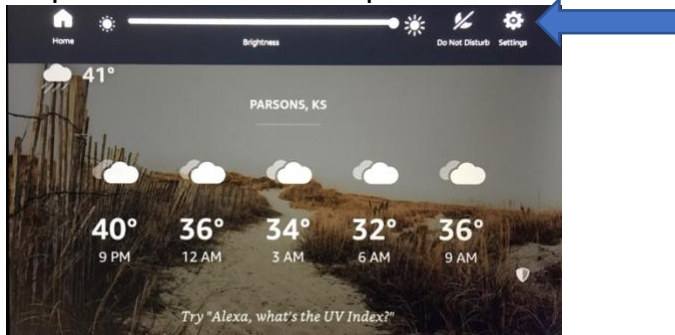 Home
Brightness
Do Not Disturb
Settings
41°
PARSONS, KS
40° 36° 34° 32° 36°
9 PM 12 AM 3 AM 6 AM 9 AM
Try "Alexa, what's the UV Index?"